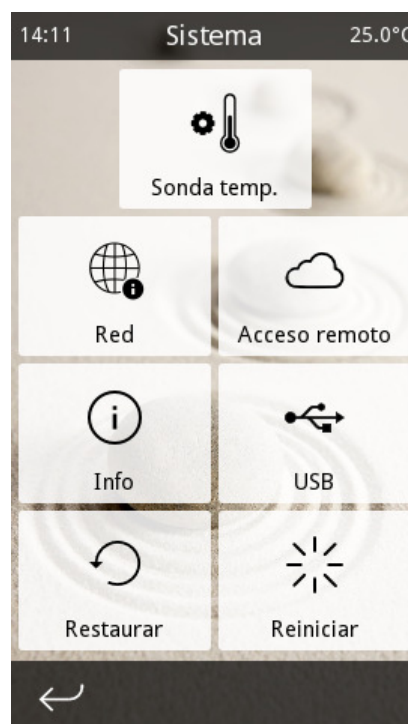 14:11 Sistema 25.0°C
Sonda temp.
Red Acceso remoto
Info USB
Restaurar Reiniciar